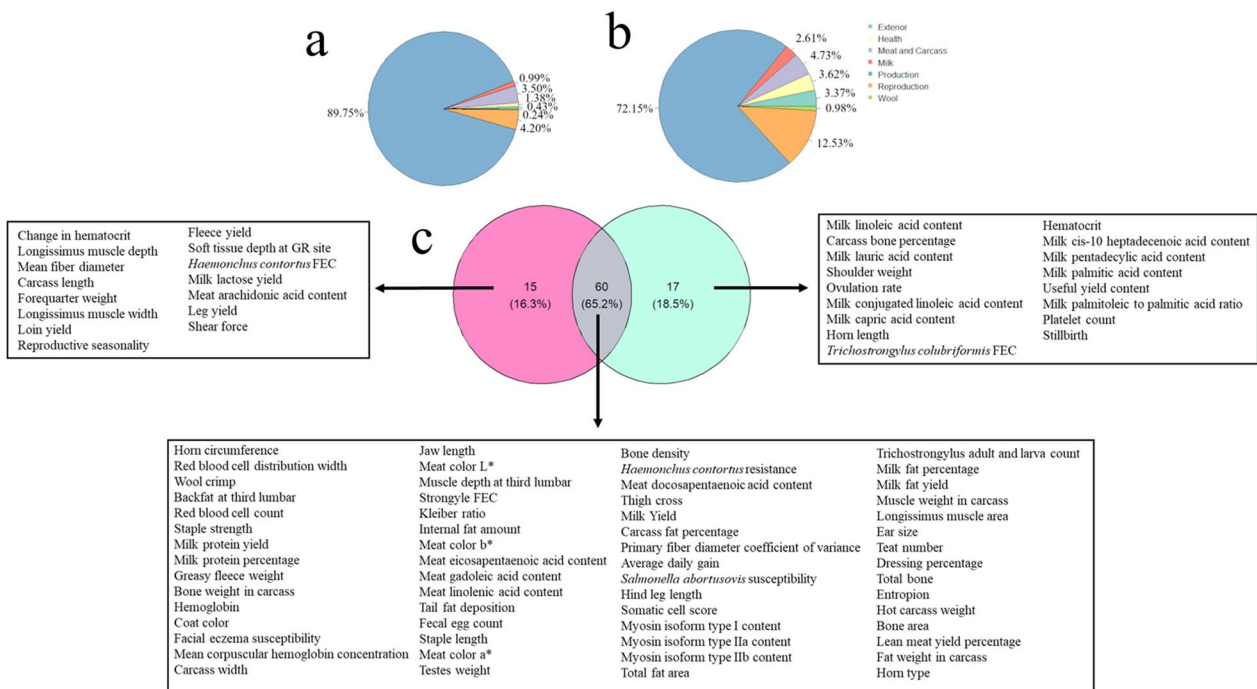 a
0.99%
3.50%
1.38%
0.43%
0.24%
4.20%
89.75%
b
2.61%
4.73%
3.62%
3.37%
0.98%
12.53%
72.15%
Exterior
Health
Meat and Carcass
Milk
Production
Reproduction
Wool
c
15
(16.3%)
60
(65.2%)
17
(18.5%)
Change in hematocrit
Longissimus muscle depth
Mean fiber diameter
Carcass length
Forequarter weight
Longissimus muscle width
Loin yield
Reproductive seasonality
Fleece yield
Soft tissue depth at GR site
Haemonchus contortus FEC
Milk lactose yield
Meat arachidonic acid content
Leg yield
Shear force
Milk linoleic acid content
Carcass bone percentage
Milk lauric acid content
Shoulder weight
Ovulation rate
Milk conjugated linoleic acid content
Milk capric acid content
Horn length
Trichostrongylus colubriformis FEC
Hematocrit
Milk cis-10 heptadecenoic acid content
Milk pentadecylic acid content
Milk palmitic acid content
Useful yield content
Milk palmitoleic to palmitic acid ratio
Platelet count
Stillbirth
Horn circumference
Red blood cell distribution width
Wool crimp
Backfat at third lumbar
Red blood cell count
Staple strength
Milk protein yield
Milk protein percentage
Greasy fleece weight
Bone weight in carcass
Hemoglobin
Coat color
Facial eczema susceptibility
Mean corpuscular hemoglobin concentration
Carcass width
Jaw length
Meat color L*
Muscle depth at third lumbar
Strongyle FEC
Kleiber ratio
Internal fat amount
Meat color b*
Meat eicosapentaenoic acid content
Meat gadoleic acid content
Meat linolenic acid content
Tail fat deposition
Fecal egg count
Staple length
Meat color a*
Testes weight
Bone density
Haemonchus contortus resistance
Meat docosapentaenoic acid content
Thigh cross
Milk Yield
Carcass fat percentage
Primary fiber diameter coefficient of variance
Average daily gain
Salmonella abortusovis susceptibility
Hind leg length
Somatic cell score
Myosin isoform type I content
Myosin isoform type IIa content
Myosin isoform type IIb content
Total fat area
Trichostrongylus adult and larva count
Milk fat percentage
Milk fat yield
Muscle weight in carcass
Longissimus muscle area
Ear size
Teat number
Dressing percentage
Total bone
Entropion
Hot carcass weight
Bone area
Lean meat yield percentage
Fat weight in carcass
Horn type